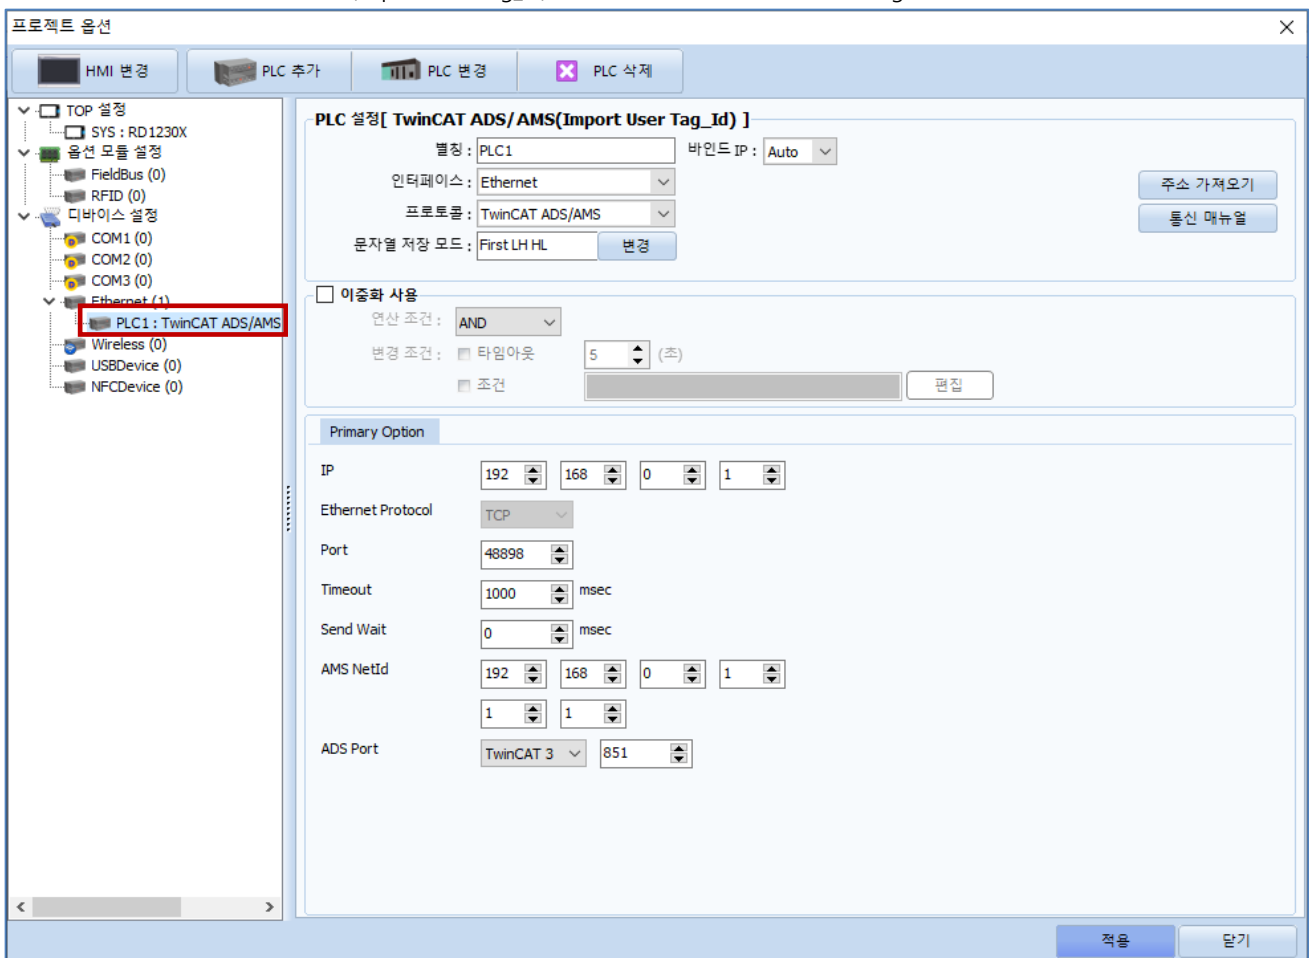 프로젝트 옵션
HMI 변경
PLC 추가
PLC 변경
PLC 삭제
TOP 설정
SYS : RD1230X
옵션 모듈 설정
FieldBus (0)
RFID (0)
디바이스 설정
COM1 (0)
COM2 (0)
COM3 (0)
Ethernet (1)
PLC1 : TwinCAT ADS/AMS
Wireless (0)
USBDevice (0)
NFCDevice (0)
PLC 설정[ TwinCAT ADS/AMS(Import User Tag_Id) ]
별칭 : PLC1 바인드 IP : Auto
인터페이스 : Ethernet
주소 가져오기
프로토콜 : TwinCAT ADS/AMS
통신 매뉴얼
문자열 저장 모드 : First LH HL 변경
이중화 사용
연산 조건 : AND
변경 조건 : 타임아웃 5 (초)
조건 편집
Primary Option
IP 192 168 0 1
Ethernet Protocol TCP
Port 48898
Timeout 1000 msec
Send Wait 0 msec
AMS NetId 192 168 0 1
1 1
ADS Port TwinCAT 3 851
적용 닫기